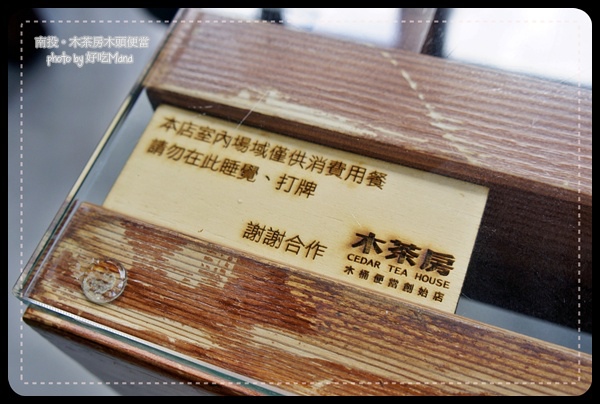 南投。木茶房木頭便當
photo by 好吃Mand
本店室內場域僅供消費用餐
請勿在此睡覺、打牌
謝謝合作
木茶房
CEDAR TEA HOUSE
木桶便當創始店